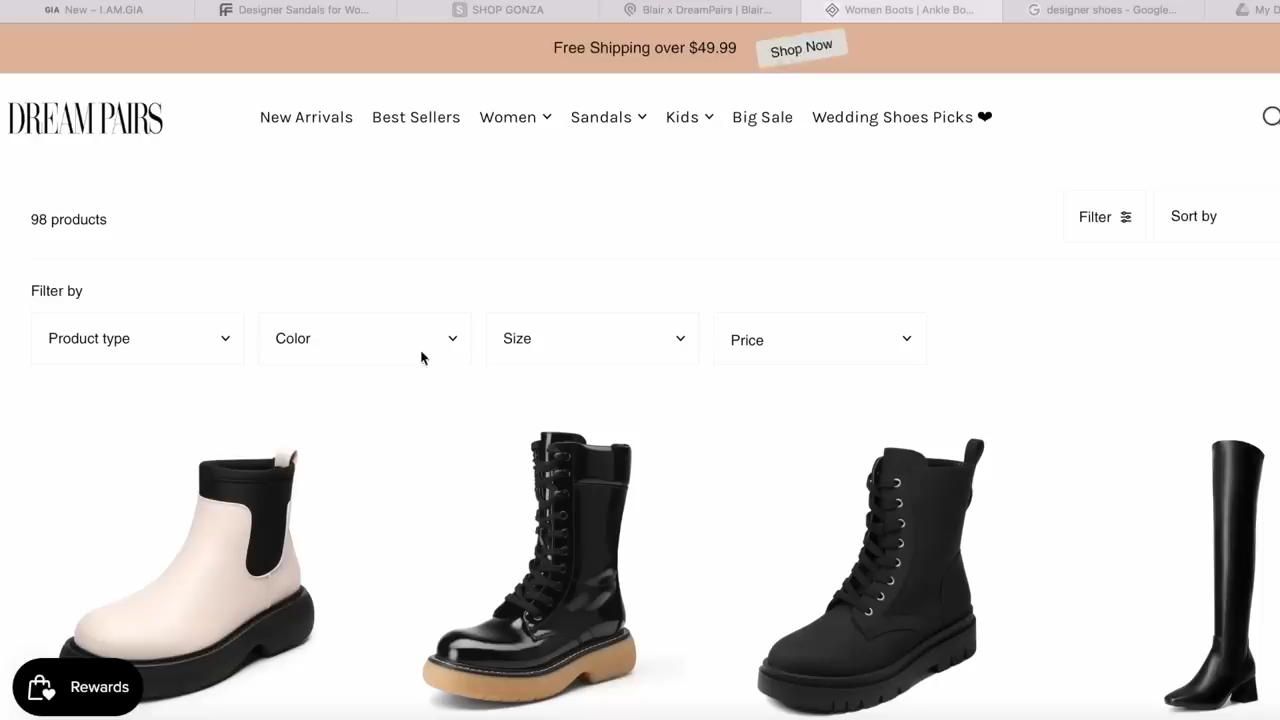 GIA New – I.AM.GIA
Designer Sandals for Wo...
SHOP GONZA
Blair x DreamPairs | Blair...
Women Boots | Ankle Bo...
designer shoes - Google...
My D
Free Shipping over $49.99
Shop Now
DREAM PAIRS
New Arrivals
Best Sellers
Women
Sandals
Kids
Big Sale
Wedding Shoes Picks ❤
98 products
Filter
Sort by
Filter by
Product type
Color
Size
Price
Rewards